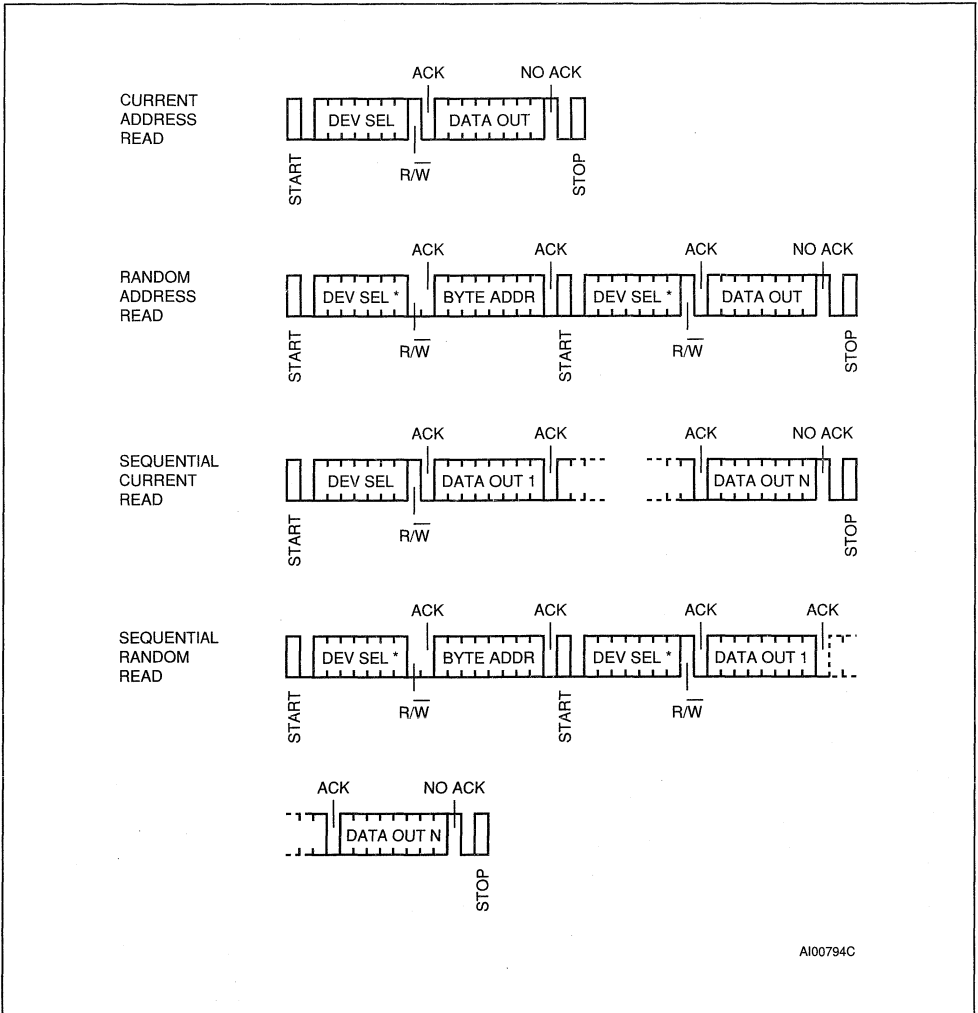 ACK NO ACK
CURRENT
ADDRESS
READ
DEV SEL DATA OUT
START R/W̅ STOP
ACK ACK ACK NO ACK
RANDOM
ADDRESS
READ
DEV SEL * BYTE ADDR DEV SEL * DATA OUT
START R/W̅ START R/W̅ STOP
ACK ACK ACK NO ACK
SEQUENTIAL
CURRENT
READ
DEV SEL DATA OUT 1 DATA OUT N
START R/W̅ STOP
ACK ACK ACK ACK
SEQUENTIAL
RANDOM
READ
DEV SEL * BYTE ADDR DEV SEL * DATA OUT 1
START R/W̅ START R/W̅
ACK NO ACK
DATA OUT N
STOP
AI00794C